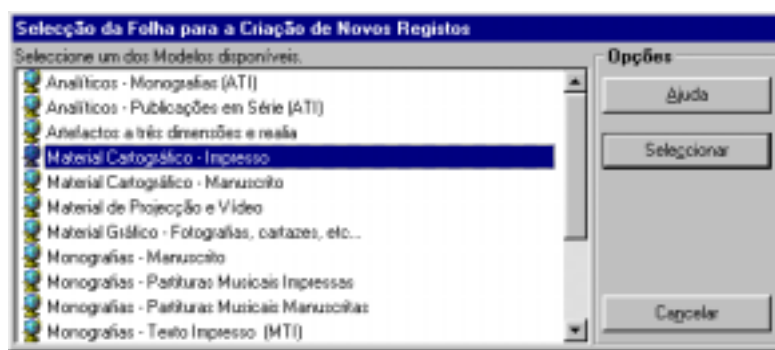 Selecção da Folha para a Criação de Novos Registos
Seleccione um dos Modelos disponíveis.
Opções
Analíticos - Monografias (ATI)
Analíticos - Publicações em Série (ATI)
Artefactos a três dimensões e realia
Material Cartográfico - Impresso
Material Cartográfico - Manuscrito
Material de Projecção e Vídeo
Material Gráfico - Fotografias, cartazes, etc...
Monografias - Manuscrito
Monografias - Partituras Musicais Impressas
Monografias - Partituras Musicais Manuscritas
Monografias - Texto Impresso (MTI)
Ajuda
Seleccionar
Cancelar